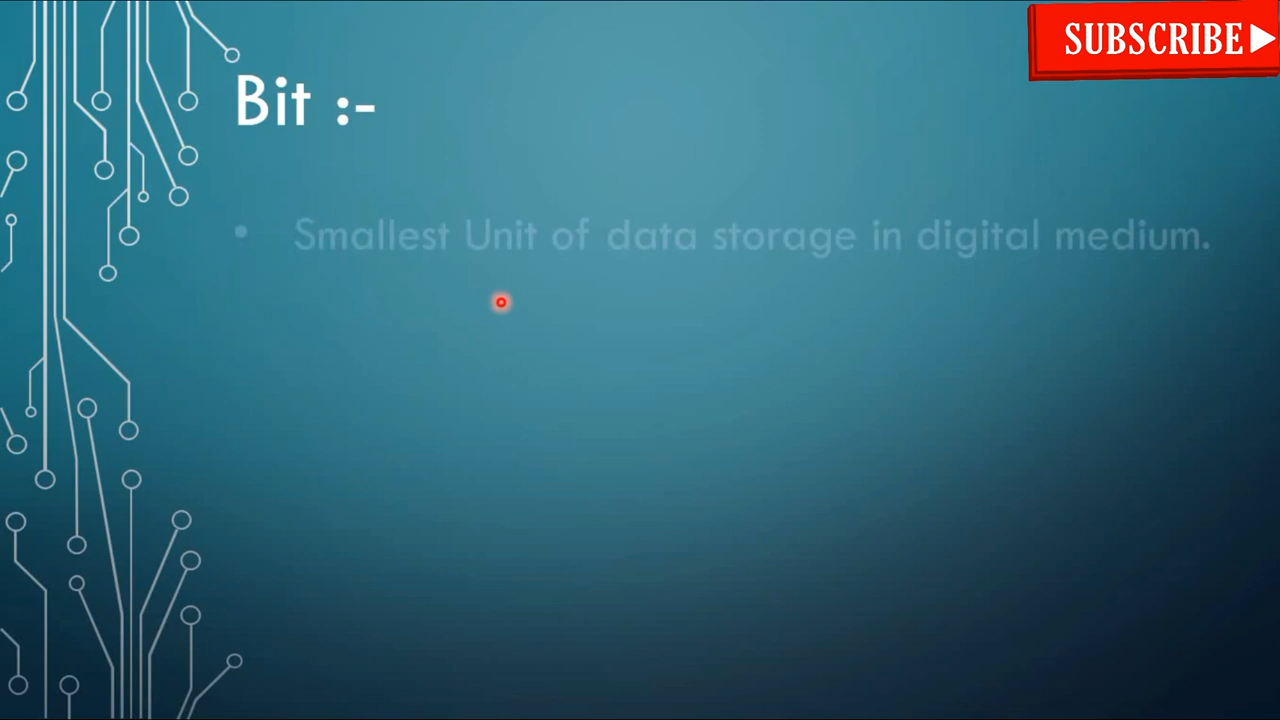 SUBSCRIBE
Bit :-
• Smallest Unit of data storage in digital medium.